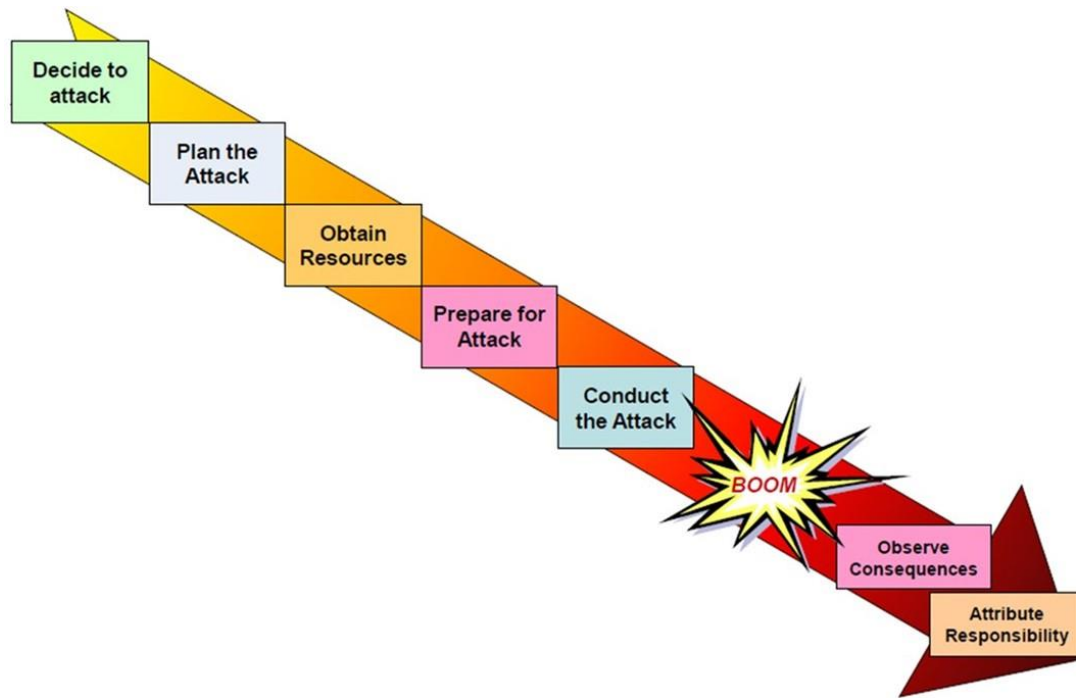 Decide to
attack
Plan the
Attack
Obtain
Resources
Prepare for
Attack
Conduct
the Attack
BOOM
Observe
Consequences
Attribute
Responsibility